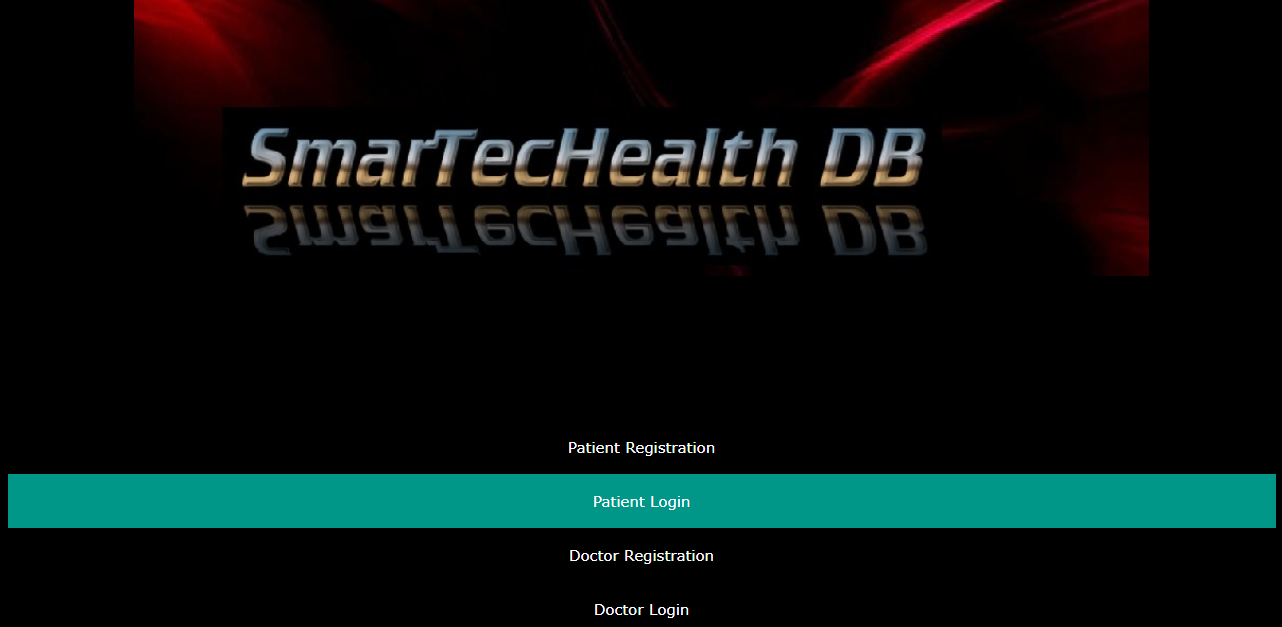 SmarTecHealth DB
Patient Registration
Patient Login
Doctor Registration
Doctor Login